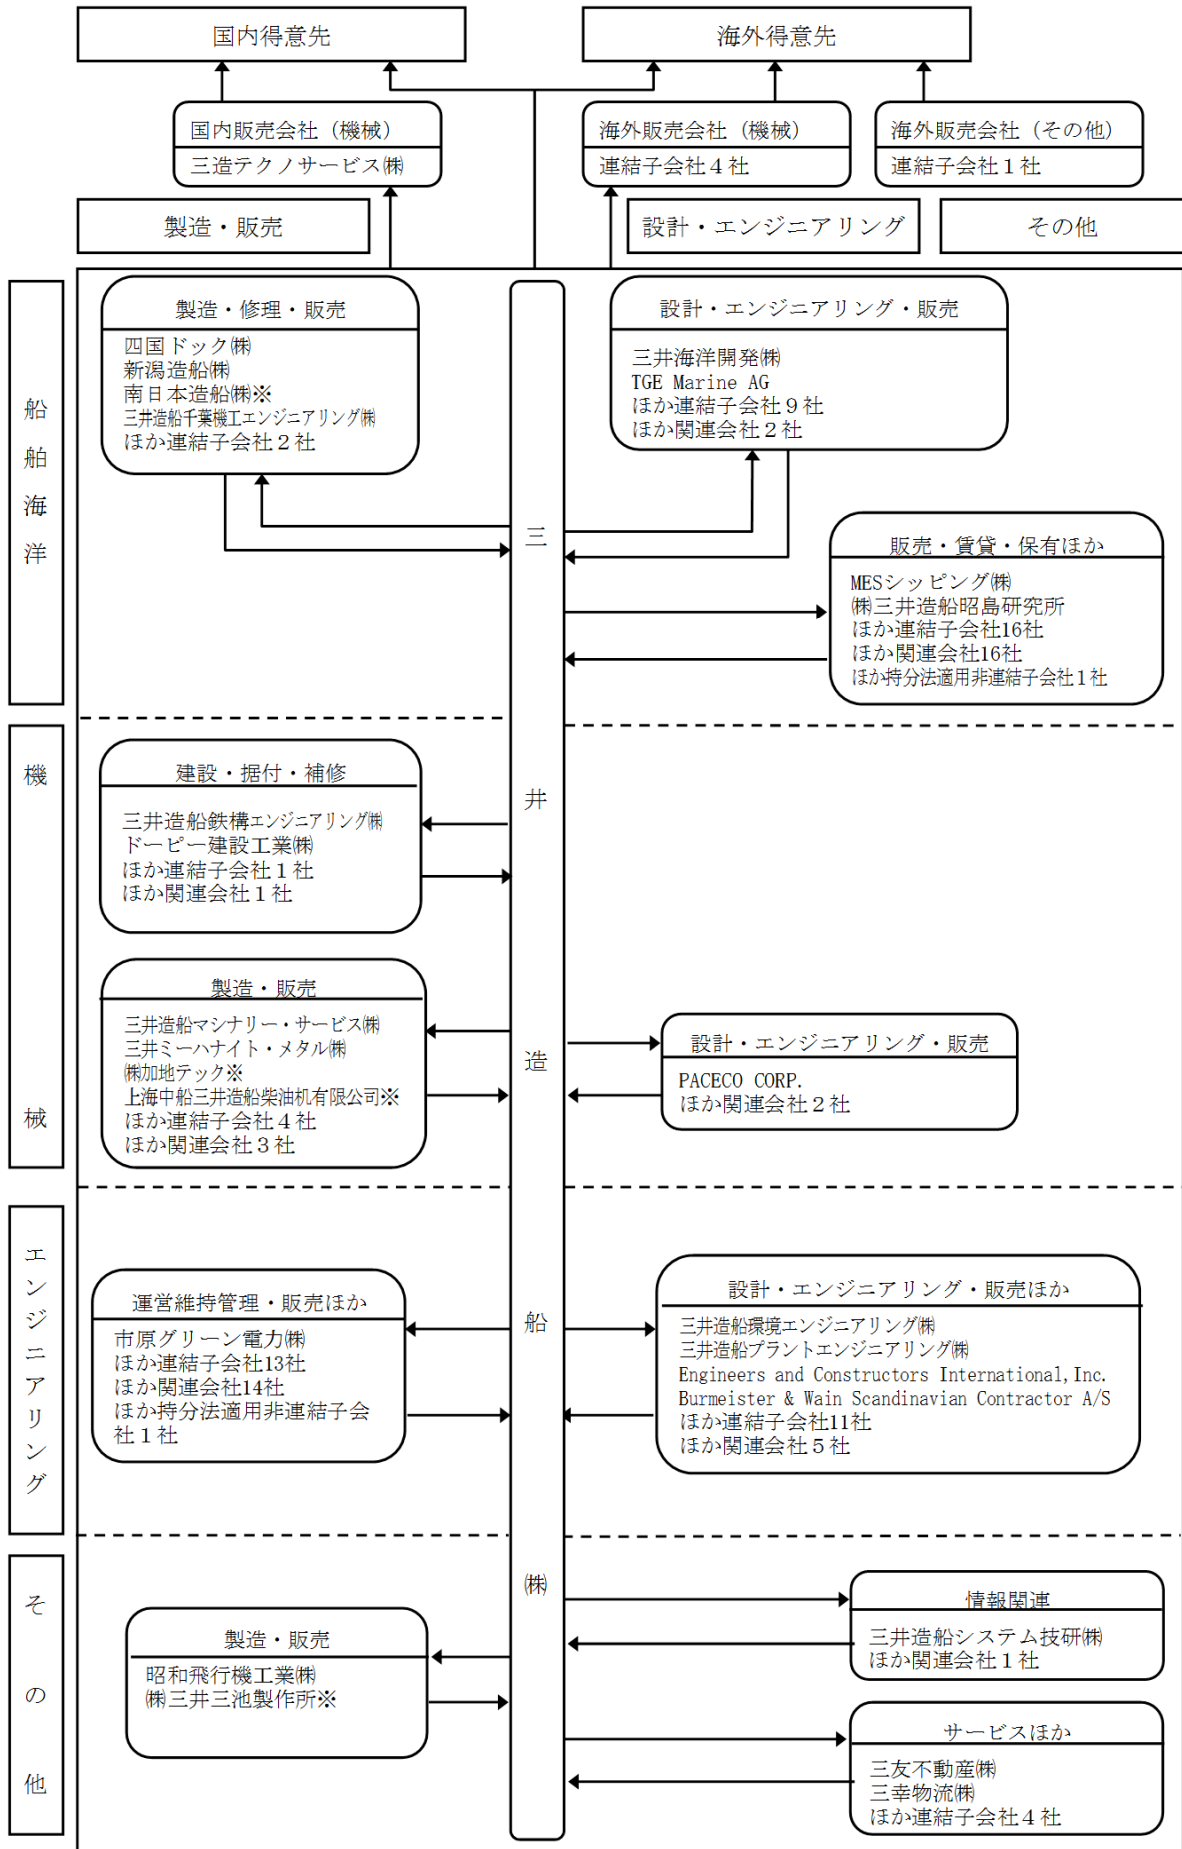 国内得意先
海外得意先
国内販売会社（機械）
三造テクノサービス㈱
海外販売会社（機械）
連結子会社４社
海外販売会社（その他）
連結子会社１社
製造・販売
設計・エンジニアリング
その他
船舶海洋
製造・修理・販売
四国ドック㈱
新潟造船㈱
南日本造船㈱※
三井造船千葉機工エンジニアリング㈱
ほか連結子会社２社
設計・エンジニアリング・販売
三井海洋開発㈱
TGE Marine AG
ほか連結子会社９社
ほか関連会社２社
販売・賃貸・保有ほか
MESシッピング㈱
㈱三井造船昭島研究所
ほか連結子会社16社
ほか関連会社16社
ほか持分法適用非連結子会社１社
三井造船㈱
機械
建設・据付・補修
三井造船鉄構エンジニアリング㈱
ドーピー建設工業㈱
ほか連結子会社１社
ほか関連会社１社
製造・販売
三井造船マシナリー・サービス㈱
三井ミーハナイト・メタル㈱
㈱加地テック※
上海中船三井造船柴油机有限公司※
ほか連結子会社４社
ほか関連会社３社
設計・エンジニアリング・販売
PACECO CORP.
ほか関連会社２社
エンジニアリング
運営維持管理・販売ほか
市原グリーン電力㈱
ほか連結子会社13社
ほか関連会社14社
ほか持分法適用非連結子会
社１社
設計・エンジニアリング・販売ほか
三井造船環境エンジニアリング㈱
三井造船プラントエンジニアリング㈱
Engineers and Constructors International,Inc.
Burmeister & Wain Scandinavian Contractor A/S
ほか連結子会社11社
ほか関連会社５社
その他
製造・販売
昭和飛行機工業㈱
㈱三井三池製作所※
情報関連
三井造船システム技研㈱
ほか関連会社１社
サービスほか
三友不動産㈱
三幸物流㈱
ほか連結子会社４社